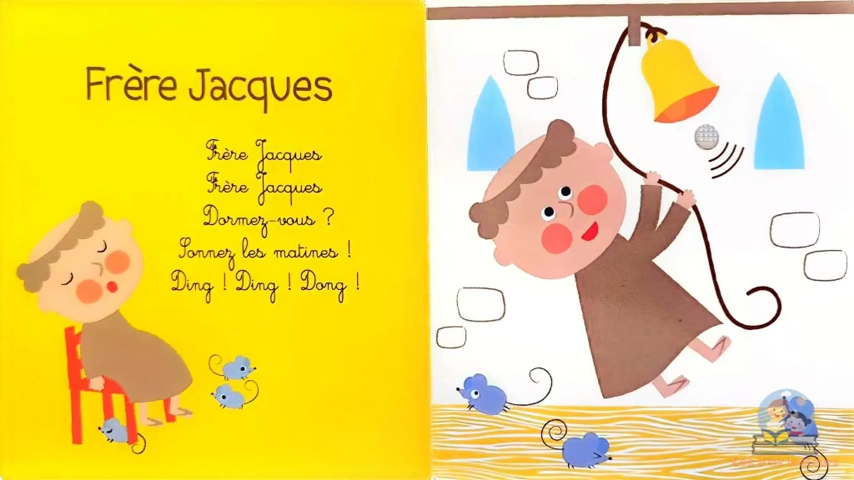 Frère Jacques
Frère Jacques
Frère Jacques
Dormez-vous ?
Sonnez les matines !
Ding ! Ding ! Dong !